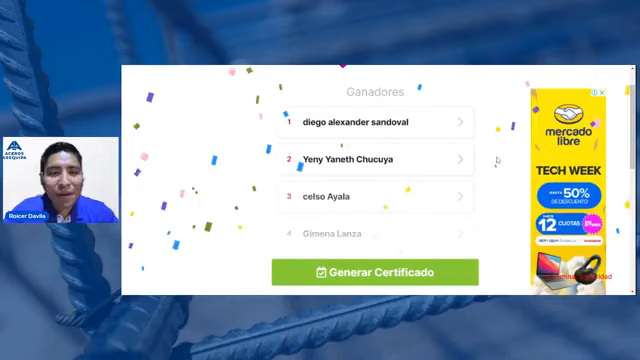 ACEROS
AREQUIPA
Roicer Davila
Ganadores
1 diego alexander sandoval
2 Yeny Yaneth Chucuya
3 celso Ayala
4 Gimena Lanza
Generar Certificado
mercado
libre
TECH WEEK
HASTA 50%
DE DESCUENTO
HASTA
12 CUOTAS